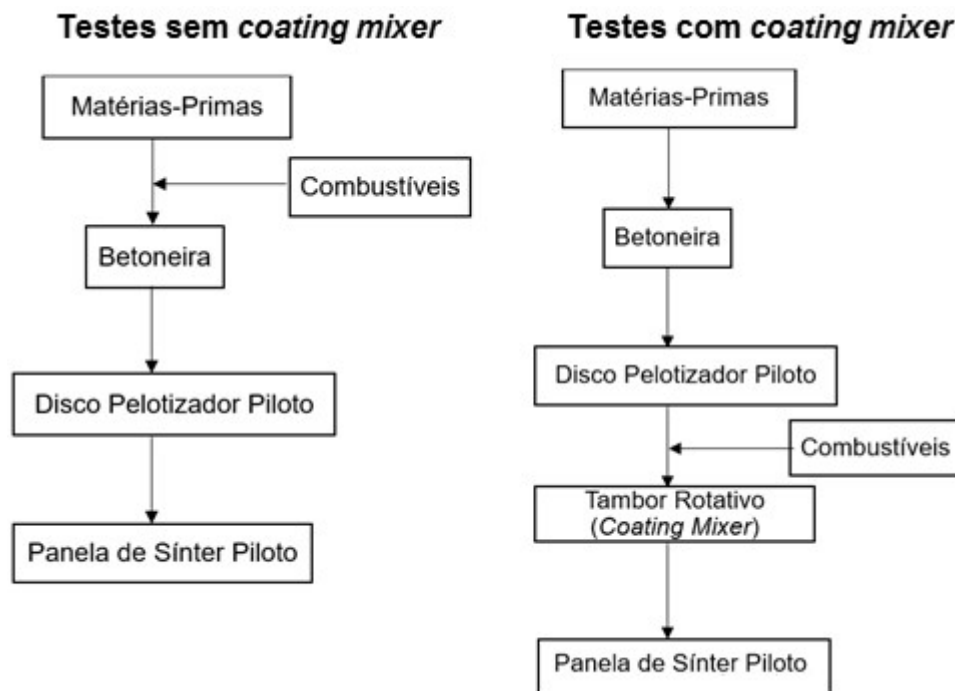 Testes sem coating mixer
Matérias-Primas
Combustíveis
Betoneira
Disco Pelotizador Piloto
Panela de Sínter Piloto
Testes com coating mixer
Matérias-Primas
Betoneira
Disco Pelotizador Piloto
Combustíveis
Tambor Rotativo
(Coating Mixer)
Panela de Sínter Piloto